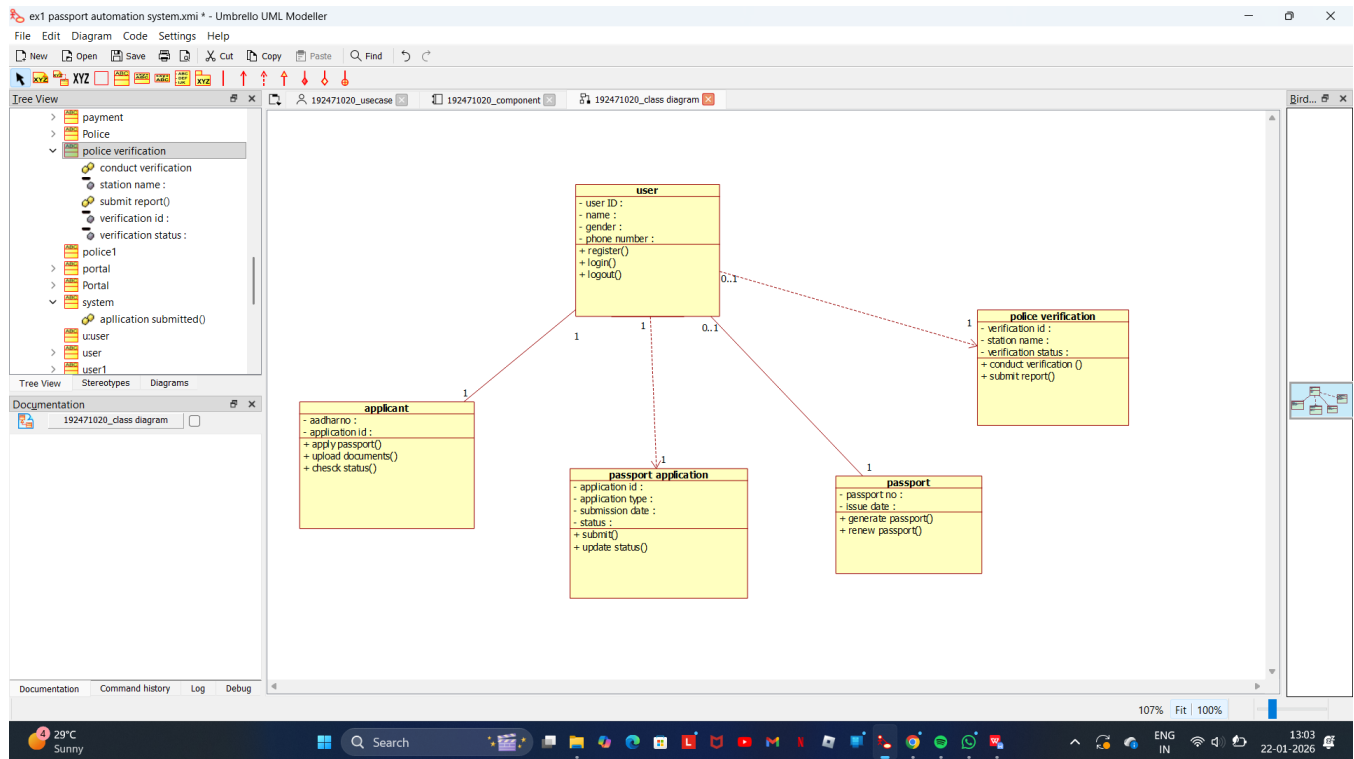 ex1 passport automation system.xmi * - Umbrello UML Modeller
File Edit Diagram Code Settings Help
New Open Save Cut Copy Paste Find
XYZ XYZ XYZ
Tree View
192471020_usecase 192471020_component 192471020_class diagram
Bird...
payment
Police
police verification
conduct verification
station name :
submit report()
verification id :
verification status :
police1
portal
Portal
system
apllication submitted()
u:user
user
user1
Tree View Stereotypes Diagrams
Documentation
192471020_class diagram
Documentation Command history Log Debug
user
- user ID :
- name :
- gender :
- phone number :
+ register()
+ login()
+ logout()
0..1
1
1
0..1
1
police verification
- verification id :
- station name :
- verification status :
+ conduct verification ()
+ submit report()
1
applicant
- aadharno :
- application id :
+ apply passport()
+ upload documents()
+ chesck status()
1
passport application
- application id :
- application type :
- submission date :
- status :
+ submit()
+ update status()
1
passport
- passport no :
- issue date :
+ generate passport()
+ renew passport()
107% Fit 100%
4
29°C
Sunny
Search
ENG
IN
13:03
22-01-2026